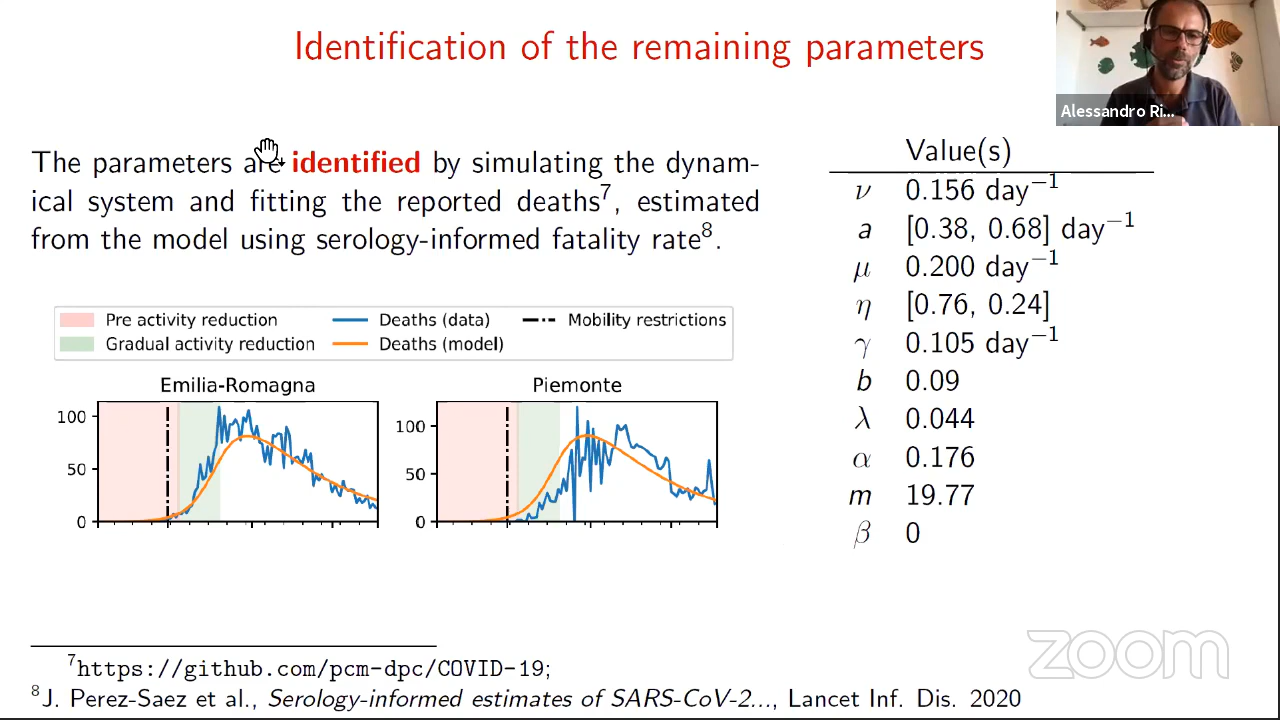 Identification of the remaining parameters
Alessandro Ri...
The parameters are identified by simulating the dynam-
ical system and fitting the reported deaths⁷, estimated
from the model using serology-informed fatality rate⁸.
Pre activity reduction
Deaths (data)
Mobility restrictions
Gradual activity reduction
Deaths (model)
Emilia-Romagna
100
50
0
Piemonte
100
50
0
Value(s)
ν 0.156 day⁻¹
a [0.38, 0.68] day⁻¹
μ 0.200 day⁻¹
η [0.76, 0.24]
γ 0.105 day⁻¹
b 0.09
λ 0.044
α 0.176
m 19.77
β 0
⁷https://github.com/pcm-dpc/COVID-19;
⁸J. Perez-Saez et al., Serology-informed estimates of SARS-CoV-2..., Lancet Inf. Dis. 2020
zoom